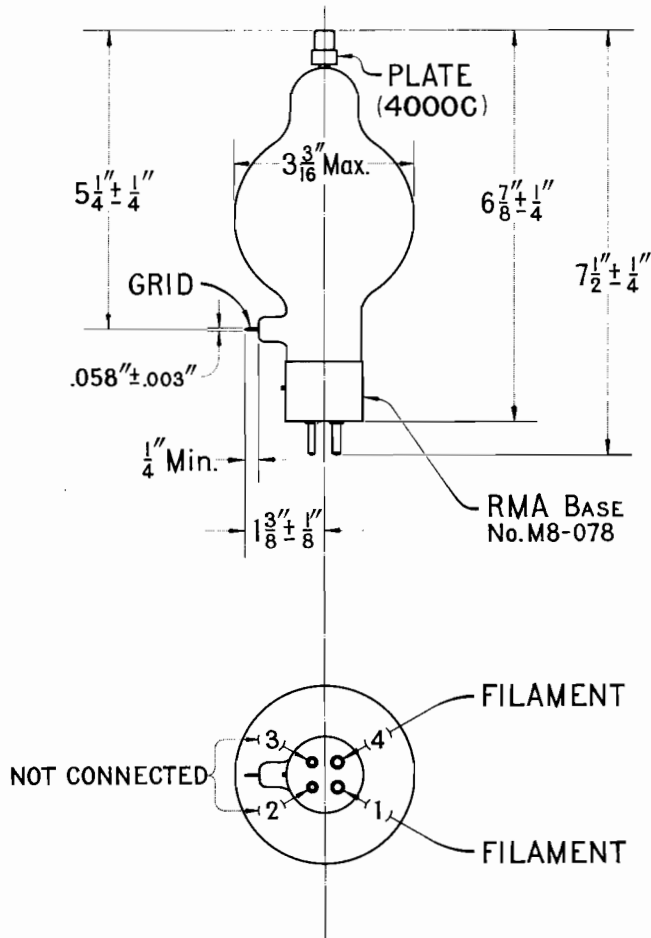 PLATE
(4000C)
3 3/16" Max.
5 1/4" ± 1/4"
6 7/8" ± 1/4"
7 1/2" ± 1/4"
GRID
.058" ± .003"
1/4" Min.
1 3/8" ± 1/8"
RMA BASE
No. M8-078
FILAMENT
3
4
NOT CONNECTED
2
1
FILAMENT